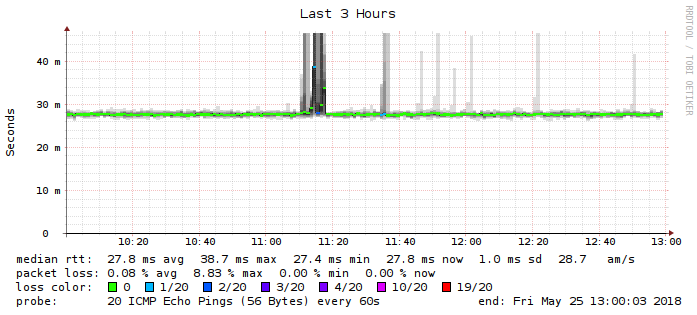 Last 3 Hours
RRDTOOL / TOBI OETIKER
Seconds
40 m
30 m
20 m
10 m
0
10:20 10:40 11:00 11:20 11:40 12:00 12:20 12:40 13:00
median rtt: 27.8 ms avg 38.7 ms max 27.4 ms min 27.8 ms now 1.0 ms sd 28.7 am/s
packet loss: 0.08 % avg 8.83 % max 0.00 % min 0.00 % now
loss color: 0 1/20 2/20 3/20 4/20 10/20 19/20
probe: 20 ICMP Echo Pings (56 Bytes) every 60s end: Fri May 25 13:00:03 2018